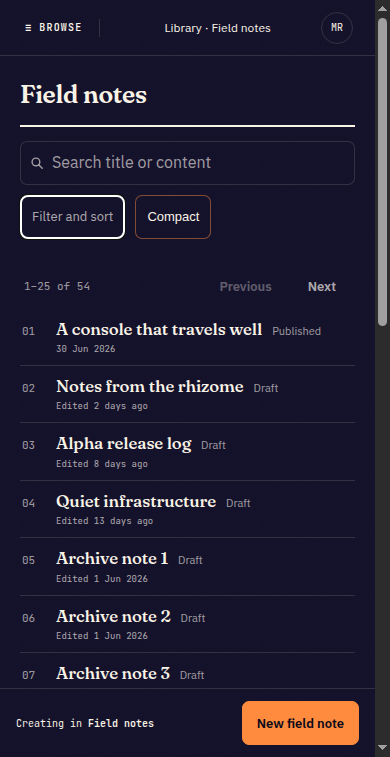 ≡ BROWSE
Library · Field notes
MR
Field notes
Search title or content
Filter and sort
Compact
1–25 of 54
Previous
Next
01 A console that travels well Published
30 Jun 2026
02 Notes from the rhizome Draft
Edited 2 days ago
03 Alpha release log Draft
Edited 8 days ago
04 Quiet infrastructure Draft
Edited 13 days ago
05 Archive note 1 Draft
Edited 1 Jun 2026
06 Archive note 2 Draft
Edited 1 Jun 2026
07 Archive note 3 Draft
Creating in Field notes
New field note